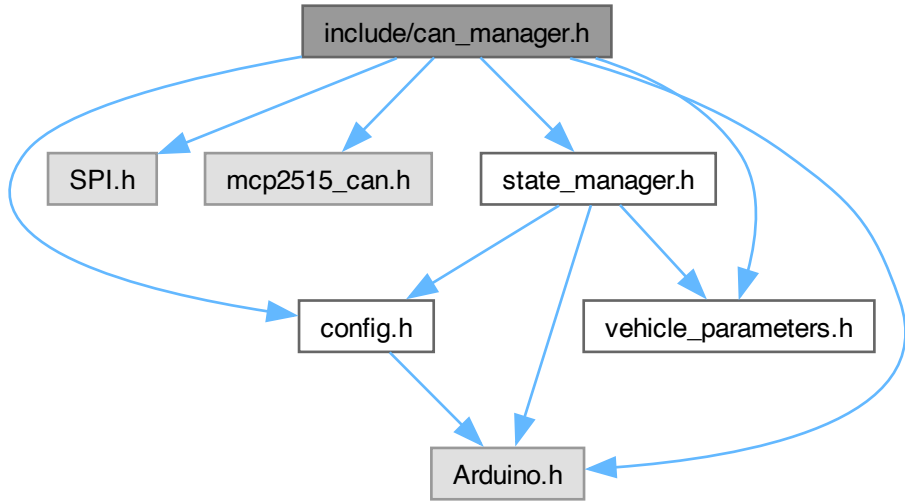 include/can_manager.h
SPI.h
mcp2515_can.h
state_manager.h
config.h
vehicle_parameters.h
Arduino.h